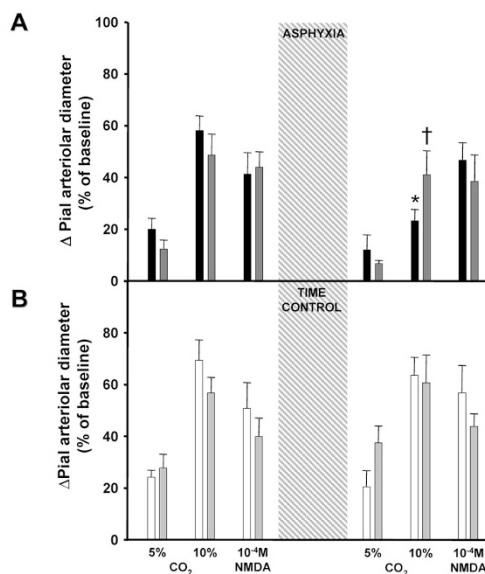 A
100
80
60
40
20
0
Δ Pial arteriolar diameter
(% of baseline)
ASPHYXIA
*
†
B
80
60
40
20
0
ΔPial arteriolar diameter
(% of baseline)
TIME
CONTROL
5% 10% 10⁻⁴M 5% 10% 10⁻⁴M
CO₂ NMDA CO₂ NMDA